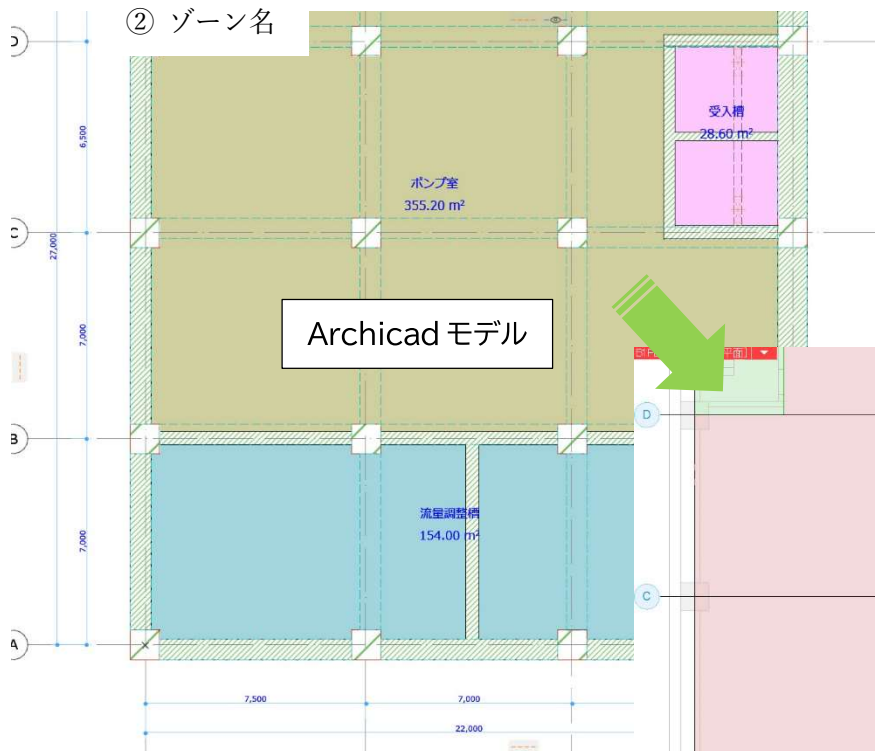 ② ゾーン名
D
6,500
受入槽
28.60 m²
ポンプ室
355.20 m²
C
27,000
7,000
Archicad モデル
平面]
D
B
流量調整槽
154.00 m²
7,000
C
A
7,500
7,000
22,000